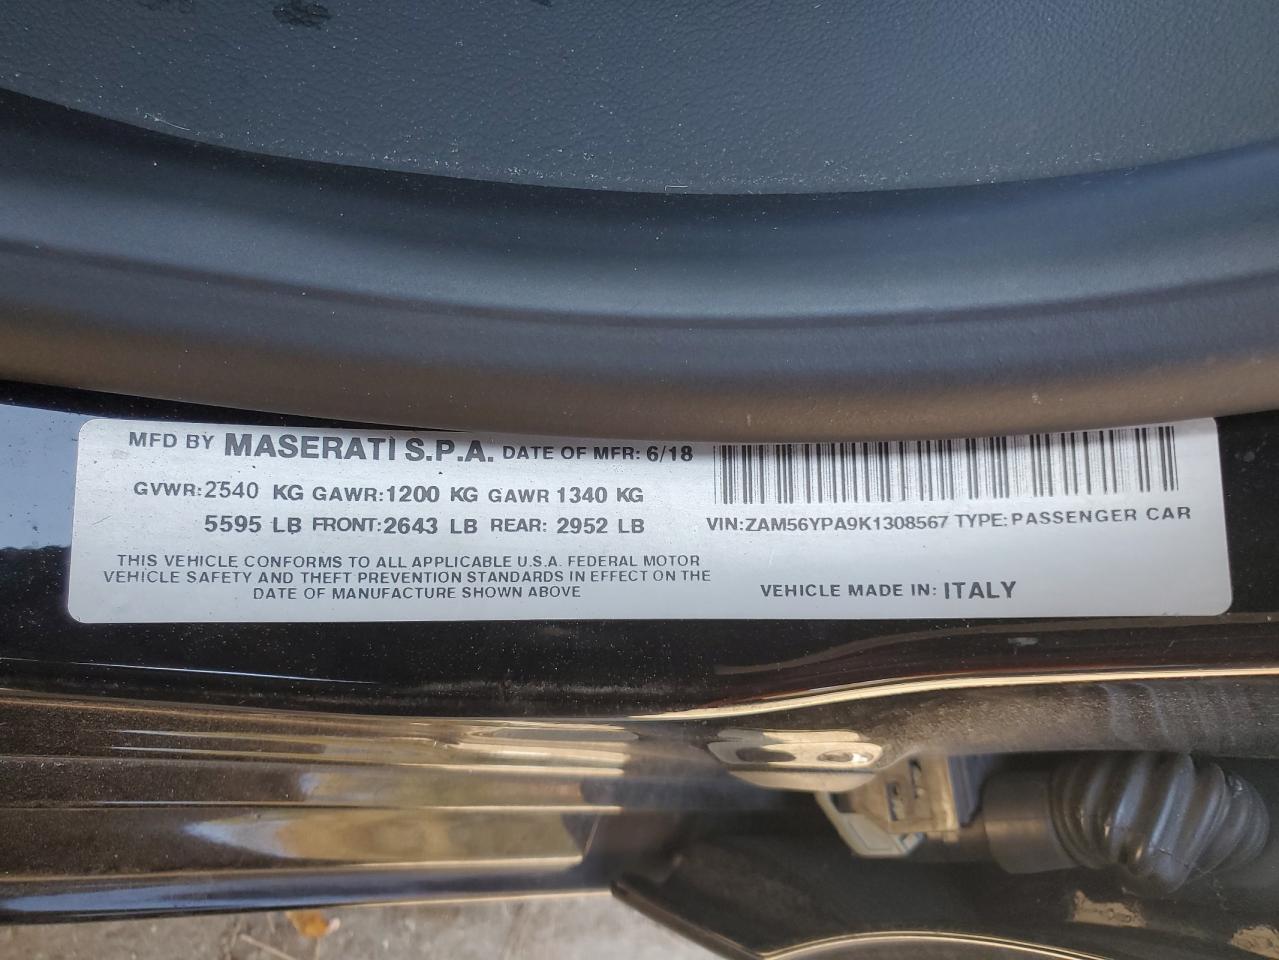 MFD BY MASERATI S.P.A. DATE OF MFR: 6/18
GVWR:2540 KG GAWR:1200 KG GAWR 1340 KG
5595 LB FRONT:2643 LB REAR: 2952 LB
VIN:ZAM56YPA9K1308567 TYPE:PASSENGER CAR
THIS VEHICLE CONFORMS TO ALL APPLICABLE U.S.A. FEDERAL MOTOR
VEHICLE SAFETY AND THEFT PREVENTION STANDARDS IN EFFECT ON THE
DATE OF MANUFACTURE SHOWN ABOVE
VEHICLE MADE IN: ITALY